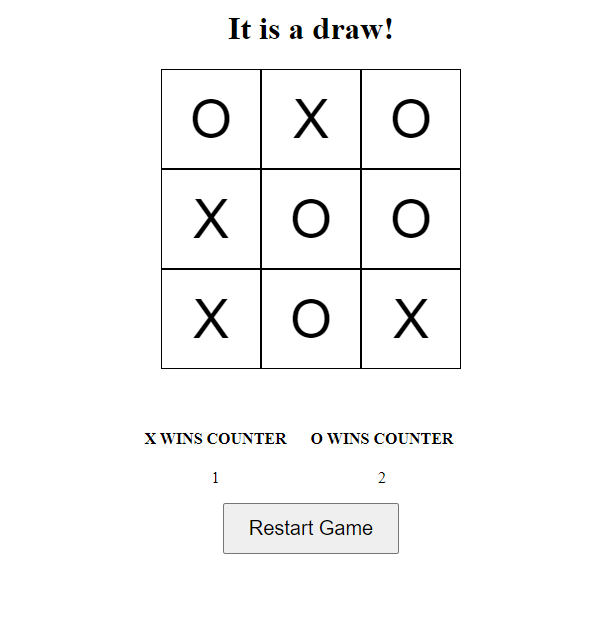 It is a draw!
O X O
X O O
X O X
X WINS COUNTER O WINS COUNTER
1 2
Restart Game